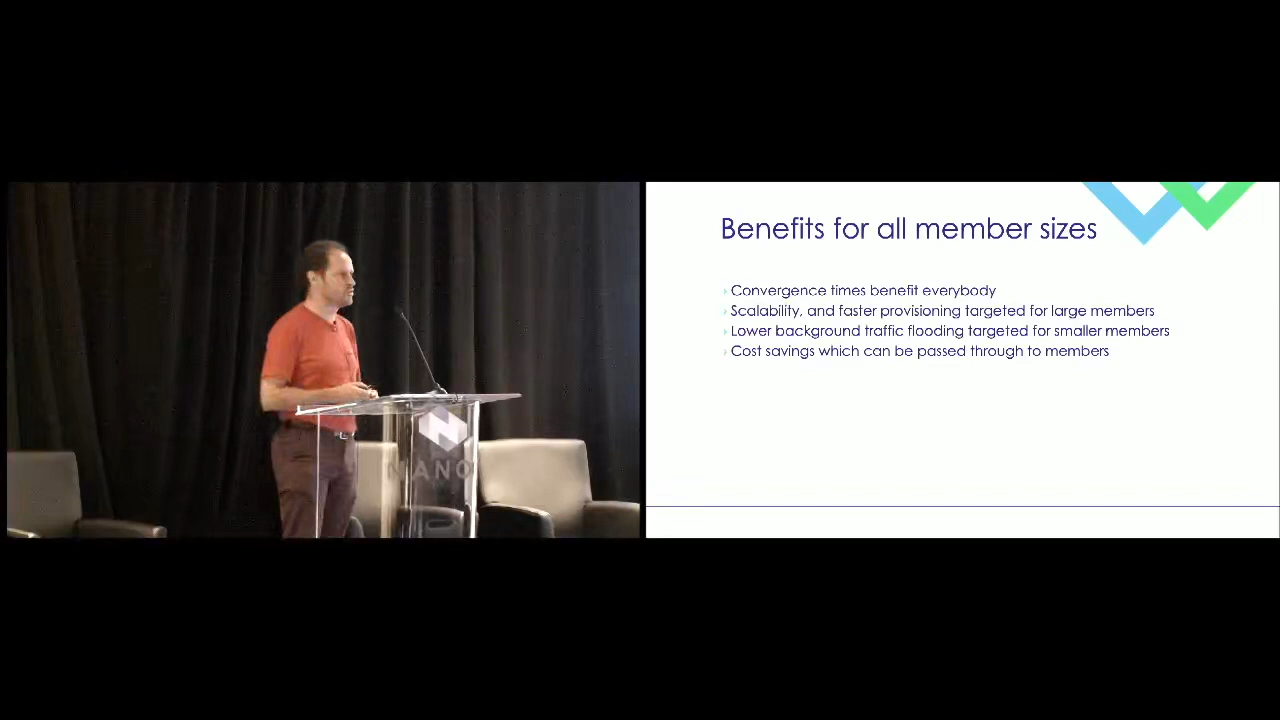 Benefits for all member sizes
Convergence times benefit everybody
Scalability, and faster provisioning targeted for large members
Lower background traffic flooding targeted for smaller members
Cost savings which can be passed through to members
NANO